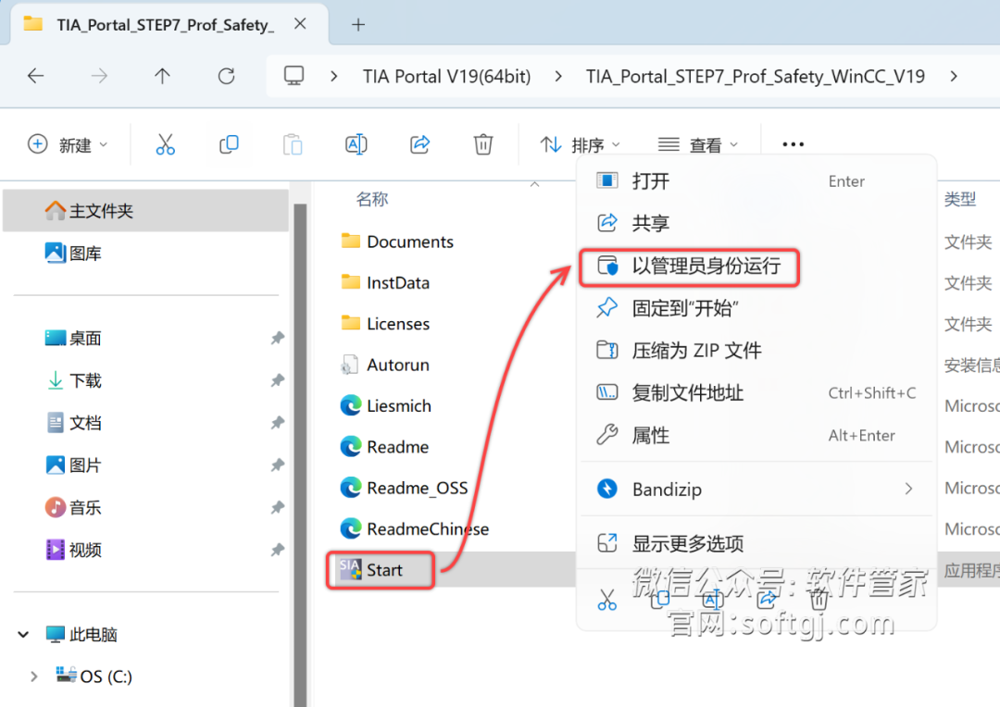 TIA_Portal_STEP7_Prof_Safety_
TIA Portal V19(64bit) > TIA_Portal_STEP7_Prof_Safety_WinCC_V19 >
新建 排序 查看
主文件夹
图库
桌面
下载
文档
图片
音乐
视频
此电脑
OS (C:)
名称
Documents
InstData
Licenses
Autorun
Liesmich
Readme
Readme_OSS
ReadmeChinese
SIA Start
打开 Enter
共享
以管理员身份运行
固定到“开始”
压缩为 ZIP 文件
复制文件地址 Ctrl+Shift+C
属性 Alt+Enter
Bandizip
显示更多选项
微信公众号:软件管家
官网:softgj.com
类型
文件夹
文件夹
文件夹
安装信息
Microso
Microso
Microso
Microso
应用程序